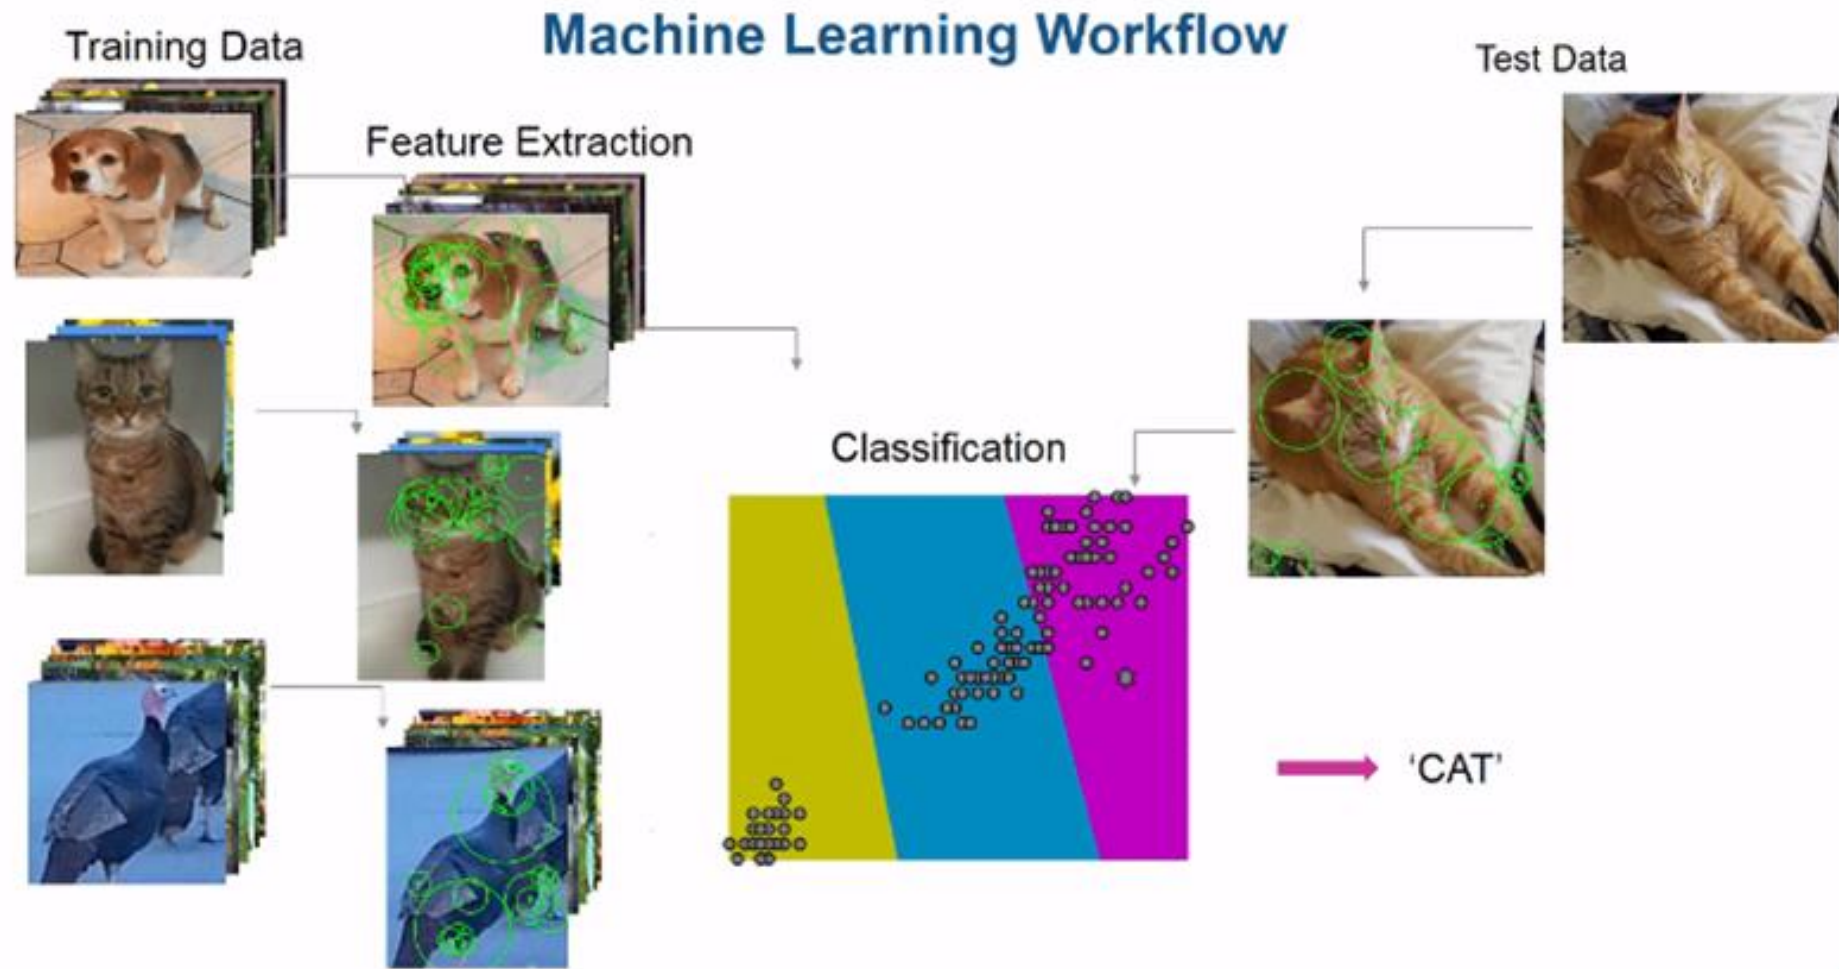 Machine Learning Workflow
Training Data
Test Data
Feature Extraction
Classification
‘CAT’